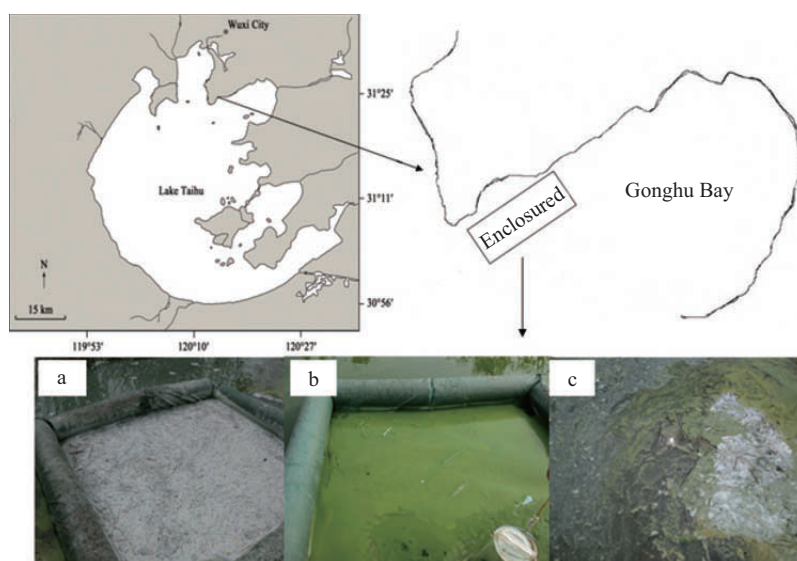 Wuxi City
31°25'
Lake Taihu
31°11'
N
15 km
30°56'
119°53'
120°10'
120°27'
Gonghu Bay
Enclosured
a
b
c